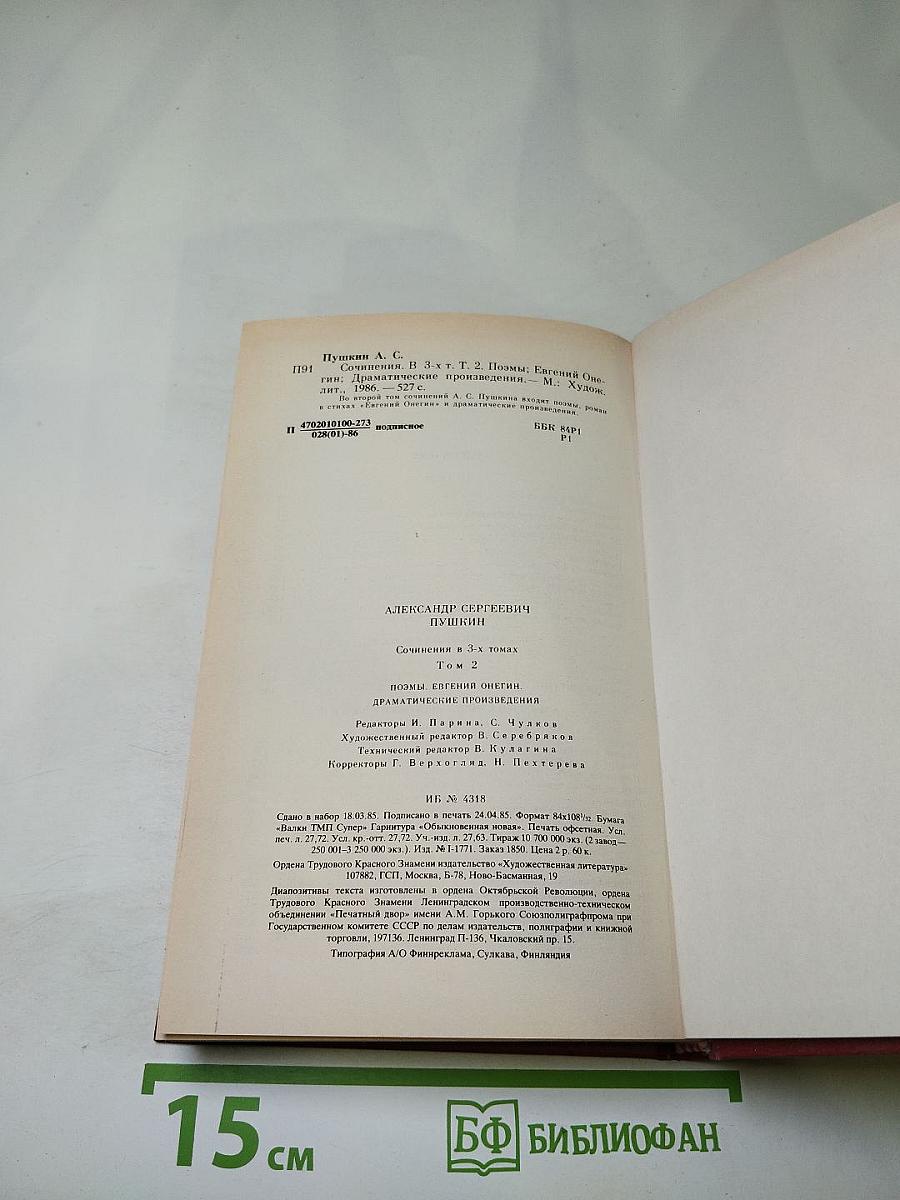 Пушкин А. С.
П91 Сочинения. В 3-х т. Т. 2. Поэмы; Евгений Оне-
гин; Драматические произведения.— М.: Худож.
лит., 1986. — 527 с.
Во второй том сочинений А. С. Пушкина входят поэмы, роман
в стихах «Евгений Онегин» и драматические произведения.
П 4702010100-273 подписное ББК 84Р1
028(01)-86 Р1
АЛЕКСАНДР СЕРГЕЕВИЧ
ПУШКИН
Сочинения в 3-х томах
Том 2
ПОЭМЫ. ЕВГЕНИЙ ОНЕГИН.
ДРАМАТИЧЕСКИЕ ПРОИЗВЕДЕНИЯ
Редакторы И. Парина, С. Чулков
Художественный редактор В. Серебряков
Технический редактор В. Кулагина
Корректоры Г. Верхогляд, Н. Пехтерева
ИБ № 4318
Сдано в набор 18.03.85. Подписано в печать 24.04.85. Формат 84х108¹/₃₂ Бумага
«Валки ТМП Супер» Гарнитура «Обыкновенная новая». Печать офсетная. Усл.
печ. л. 27,72. Усл. кр.-отт. 27,72. Уч.-изд. л. 27,63. Тираж 10 700 000 экз. (2 завод—
250 001–3 250 000 экз.). Изд. № I-1771. Заказ 1850. Цена 2 р. 60 к.
Ордена Трудового Красного Знамени издательство «Художественная литература»
107882, ГСП, Москва, Б-78, Ново-Басманная, 19
Диапозитивы текста изготовлены в ордена Октябрьской Революции, ордена
Трудового Красного Знамени Ленинградском производственно-техническом
объединении «Печатный двор» имени А.М. Горького Союзполиграфпрома при
Государственном комитете СССР по делам издательств, полиграфии и книжной
торговли, 197136. Ленинград П-136, Чкаловский пр. 15.
Типография А/О Финнреклама, Сулкава, Финляндия
15 см
БФ БИБЛИОФАН